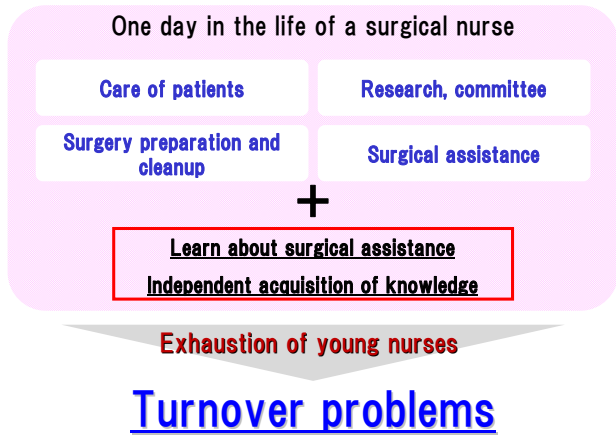 One day in the life of a surgical nurse
Care of patients
Research, committee
Surgery preparation and
cleanup
Surgical assistance
+
Learn about surgical assistance
Independent acquisition of knowledge
Exhaustion of young nurses
Turnover problems